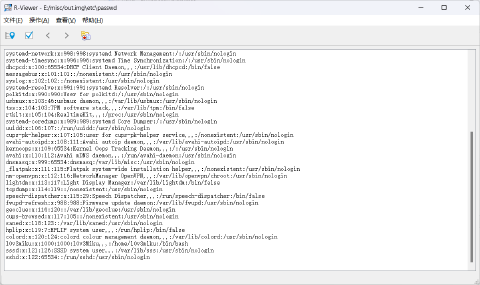 R-Viewer - E:/misc/out.img\etc\passwd
文件(F) 操作(A) 查看(V) 帮助(H)
systemd-network:x:998:998:systemd Network Management:/:/usr/sbin/nologin
systemd-timesync:x:996:996:systemd Time Synchronization:/:/usr/sbin/nologin
dhcpcd:x:100:65534:DHCP Client Daemon,,,:/usr/lib/dhcpcd:/bin/false
messagebus:x:101:101::/nonexistent:/usr/sbin/nologin
syslog:x:102:102::/nonexistent:/usr/sbin/nologin
systemd-resolve:x:991:991:systemd Resolver:/:/usr/sbin/nologin
polkitd:x:990:990:User for polkitd:/:/usr/sbin/nologin
usbmux:x:103:46:usbmux daemon,,,:/var/lib/usbmux:/usr/sbin/nologin
tss:x:104:103:TPM software stack,,,:/var/lib/tpm:/bin/false
rtkit:x:105:104:RealtimeKit,,,:/proc:/usr/sbin/nologin
systemd-coredump:x:989:989:systemd Core Dumper:/:/usr/sbin/nologin
uuidd:x:106:107::/run/uuidd:/usr/sbin/nologin
cups-pk-helper:x:107:108:user for cups-pk-helper service,,,:/nonexistent:/usr/sbin/nologin
avahi-autoipd:x:108:111:Avahi autoip daemon,,,:/var/lib/avahi-autoipd:/usr/sbin/nologin
kernoops:x:109:65534:Kernel Oops Tracking Daemon,,,:/:/usr/sbin/nologin
avahi:x:110:112:Avahi mDNS daemon,,,:/run/avahi-daemon:/usr/sbin/nologin
dnsmasq:x:999:65534:dnsmasq:/var/lib/misc:/usr/sbin/nologin
_flatpak:x:111:115:Flatpak system-wide installation helper,,,:/nonexistent:/usr/sbin/nologin
nm-openvpn:x:112:116:NetworkManager OpenVPN,,,:/var/lib/openvpn/chroot:/usr/sbin/nologin
lightdm:x:113:117:Light Display Manager:/var/lib/lightdm:/bin/false
tcpdump:x:114:119::/nonexistent:/usr/sbin/nologin
speech-dispatcher:x:115:29:Speech Dispatcher,,,:/run/speech-dispatcher:/bin/false
fwupd-refresh:x:988:988:Firmware update daemon:/var/lib/fwupd:/usr/sbin/nologin
geoclue:x:116:120::/var/lib/geoclue:/usr/sbin/nologin
cups-browsed:x:117:108::/nonexistent:/usr/sbin/nologin
saned:x:118:123::/var/lib/saned:/usr/sbin/nologin
hplip:x:119:7:HPLIP system user,,,:/run/hplip:/bin/false
colord:x:120:124:colord colour management daemon,,,:/var/lib/colord:/usr/sbin/nologin
sssd:x:121:126:SSSD system user,,,:/var/lib/sss:/usr/sbin/nologin
sshd:x:122:65534::/run/sshd:/usr/sbin/nologin